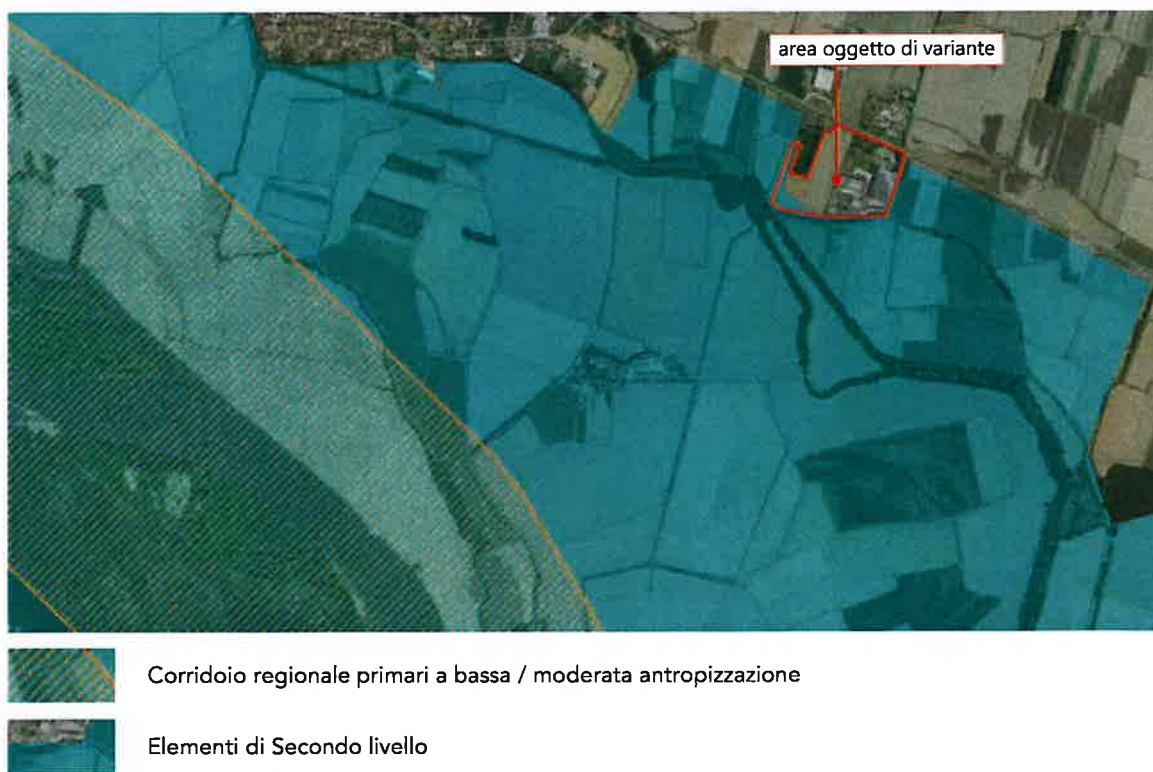 area oggetto di variante
Corridoio regionale primari a bassa / moderata antropizzazione
Elementi di Secondo livello